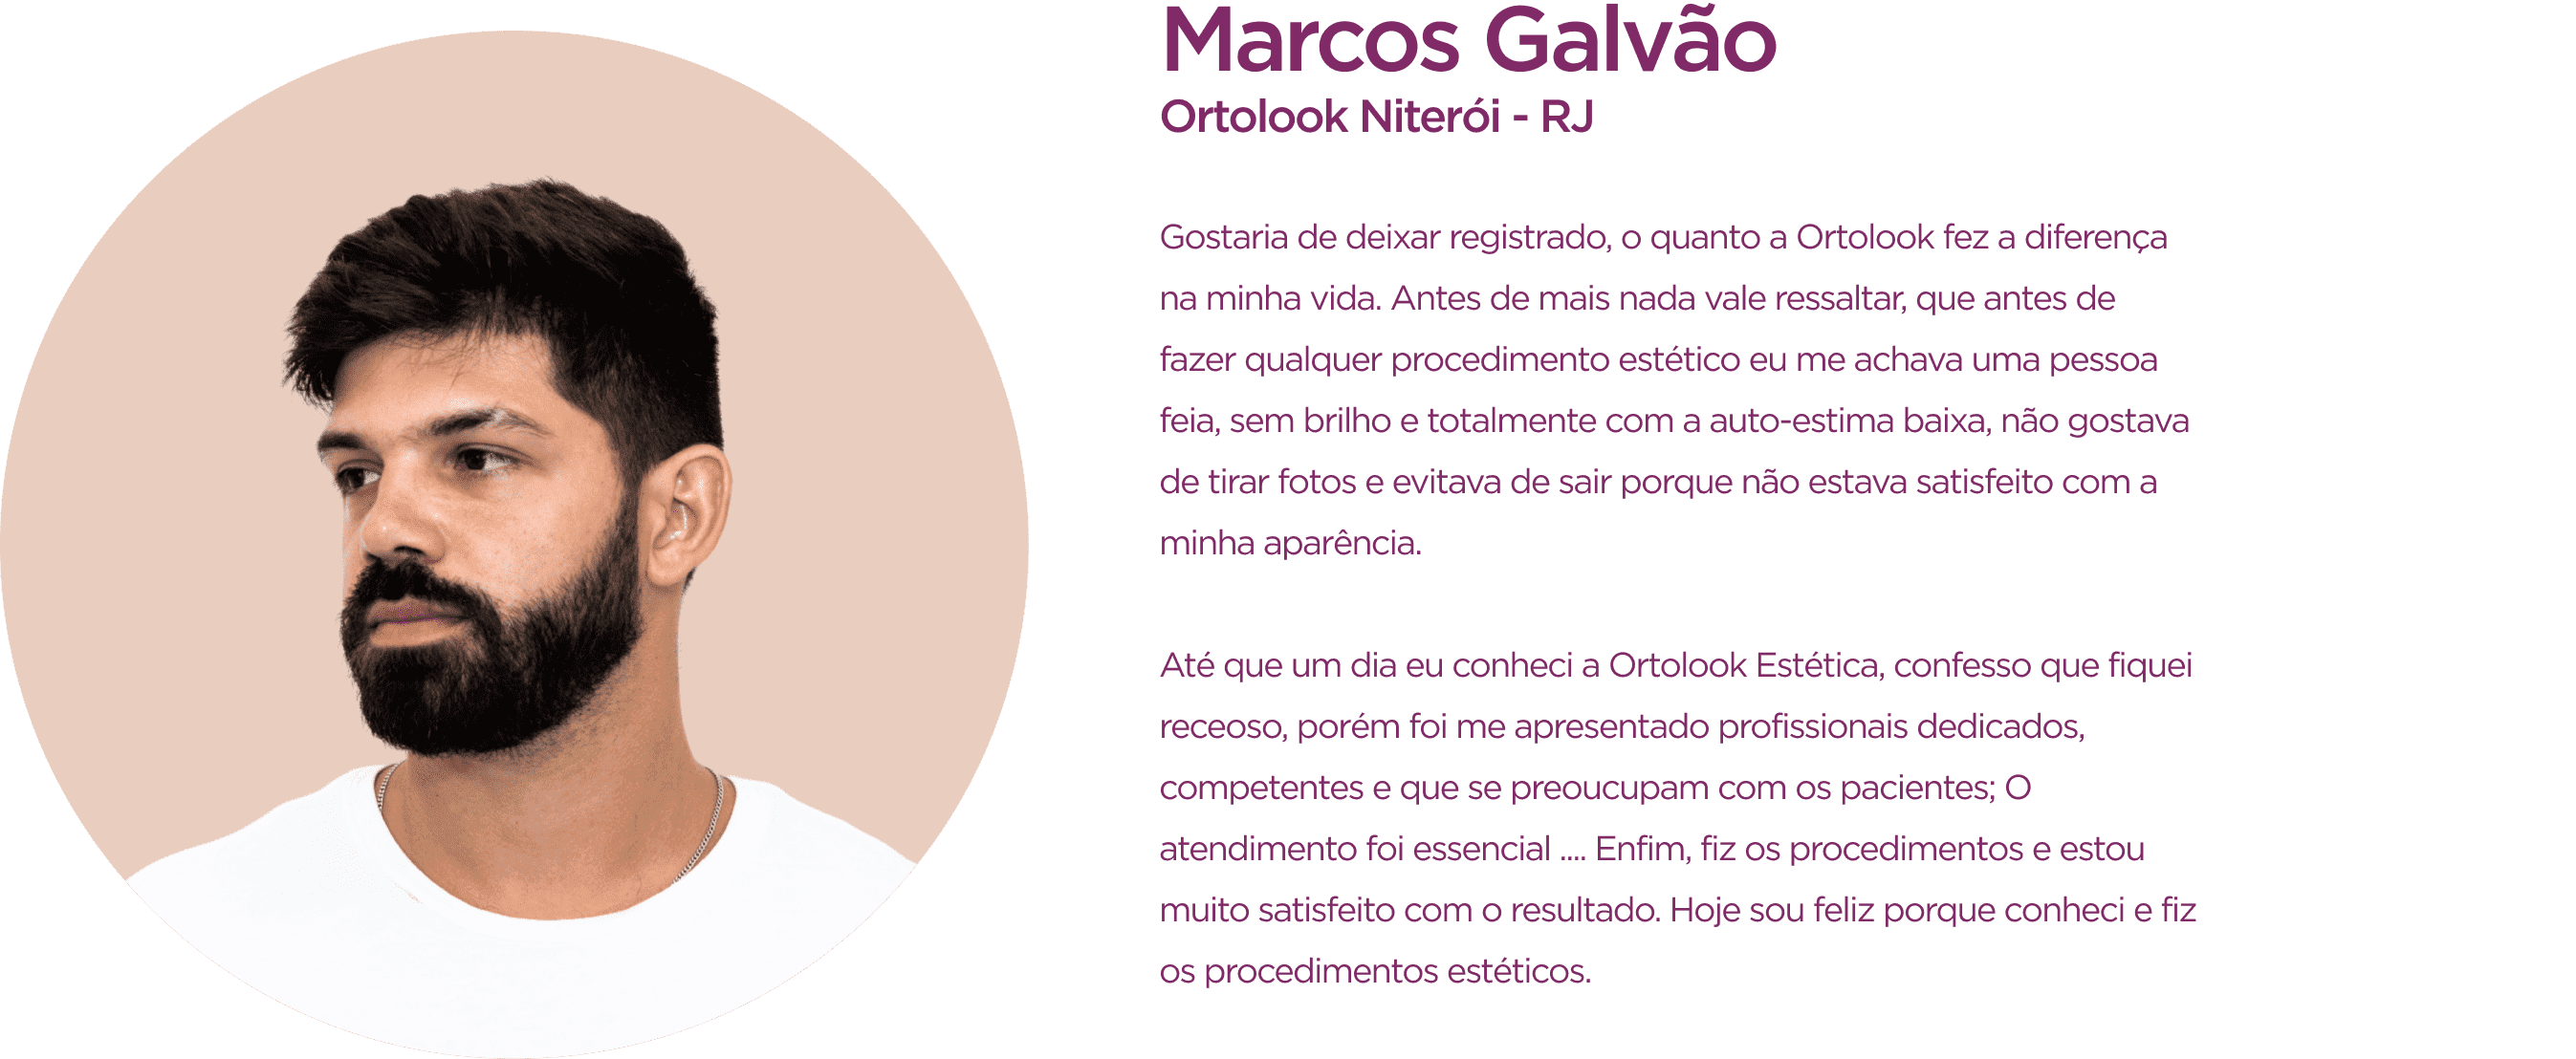 Marcos Galvão
Ortolook Niterói - RJ
Gostaria de deixar registrado, o quanto a Ortolook fez a diferença
na minha vida. Antes de mais nada vale ressaltar, que antes de
fazer qualquer procedimento estético eu me achava uma pessoa
feia, sem brilho e totalmente com a auto-estima baixa, não gostava
de tirar fotos e evitava de sair porque não estava satisfeito com a
minha aparência.
Até que um dia eu conheci a Ortolook Estética, confesso que fiquei
receoso, porém foi me apresentado profissionais dedicados,
competentes e que se preoucupam com os pacientes; O
atendimento foi essencial .... Enfim, fiz os procedimentos e estou
muito satisfeito com o resultado. Hoje sou feliz porque conheci e fiz
os procedimentos estéticos.